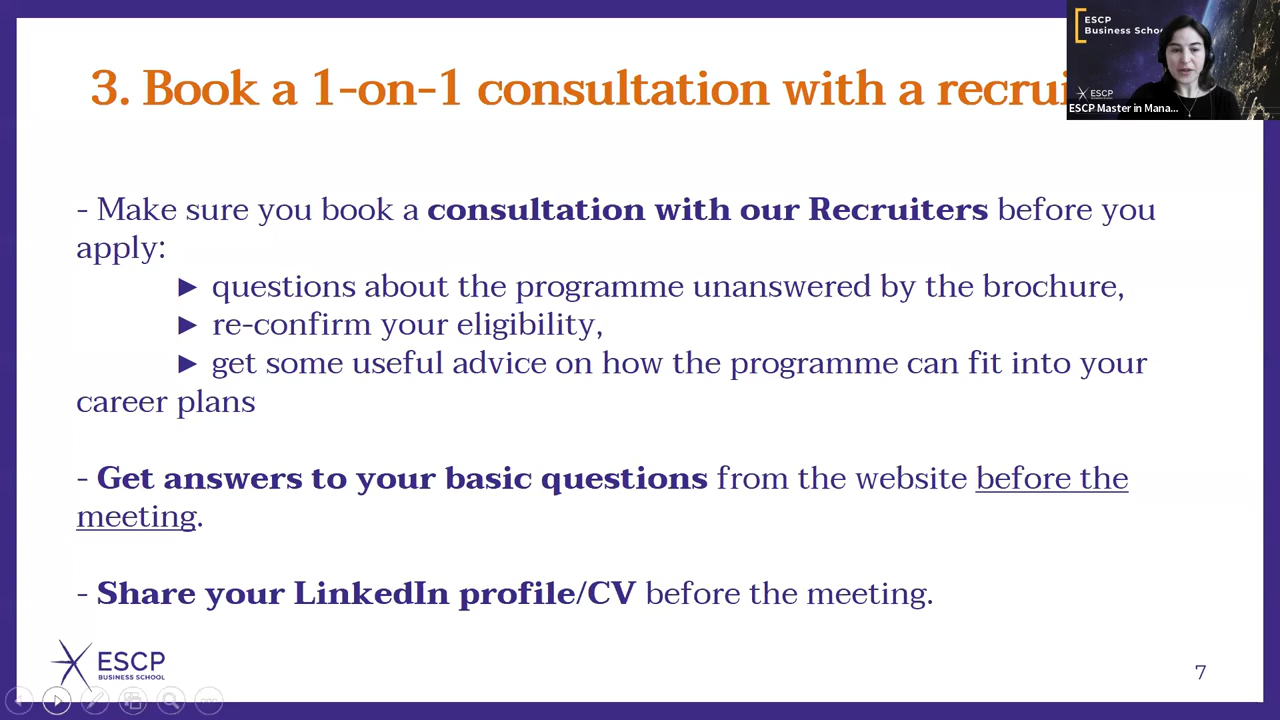 3. Book a 1-on-1 consultation with a recrui
ESCP
Business Schoo
ESCP
ESCP Master in Mana...
- Make sure you book a consultation with our Recruiters before you
apply:
► questions about the programme unanswered by the brochure,
► re-confirm your eligibility,
► get some useful advice on how the programme can fit into your
career plans
- Get answers to your basic questions from the website before the
meeting.
- Share your LinkedIn profile/CV before the meeting.
ESCP
BUSINESS SCHOOL
7